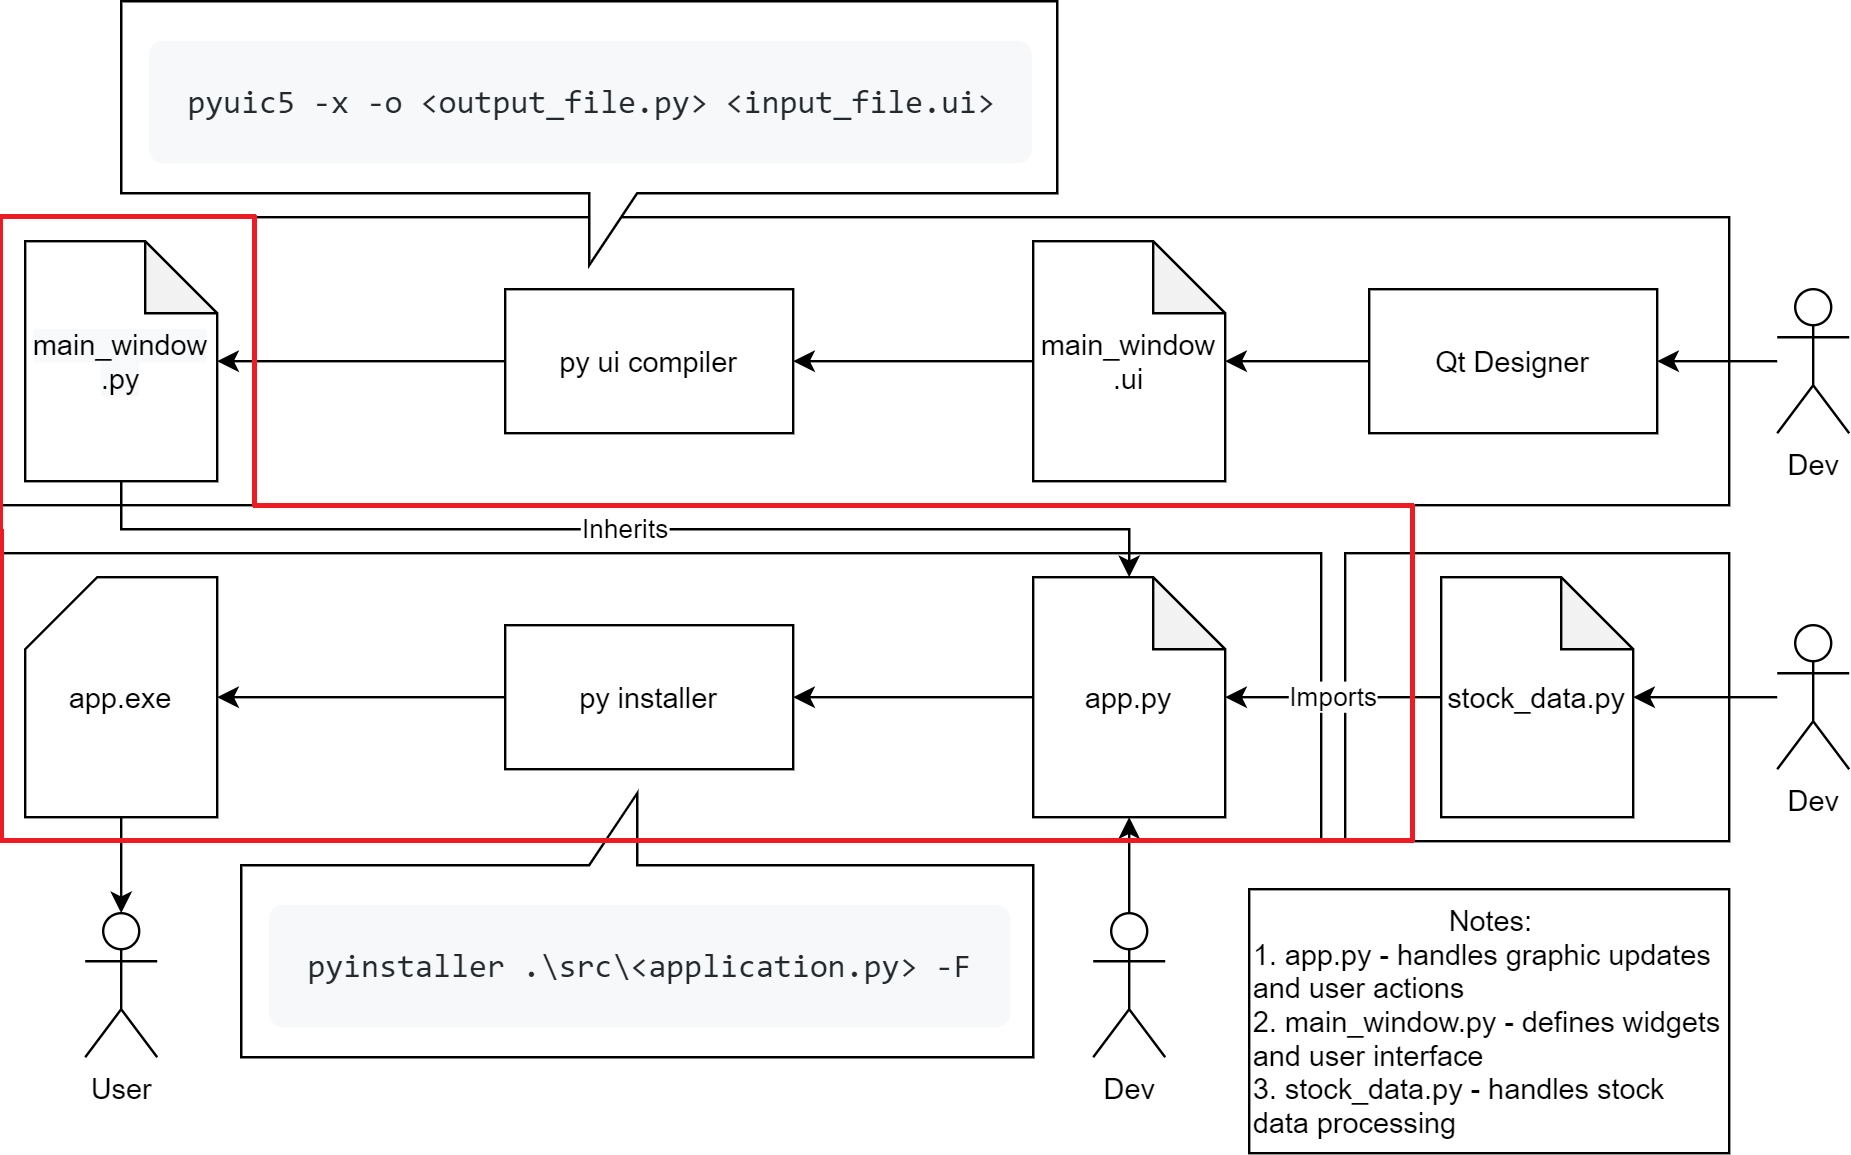 pyuic5 -x -o <output_file.py> <input_file.ui>
main_window
.py
py ui compiler
main_window
.ui
Qt Designer
Dev
Inherits
app.exe
py installer
app.py
Imports
stock_data.py
Dev
pyinstaller .\src\<application.py> -F
User
Dev
Notes:
1. app.py - handles graphic updates
and user actions
2. main_window.py - defines widgets
and user interface
3. stock_data.py - handles stock
data processing